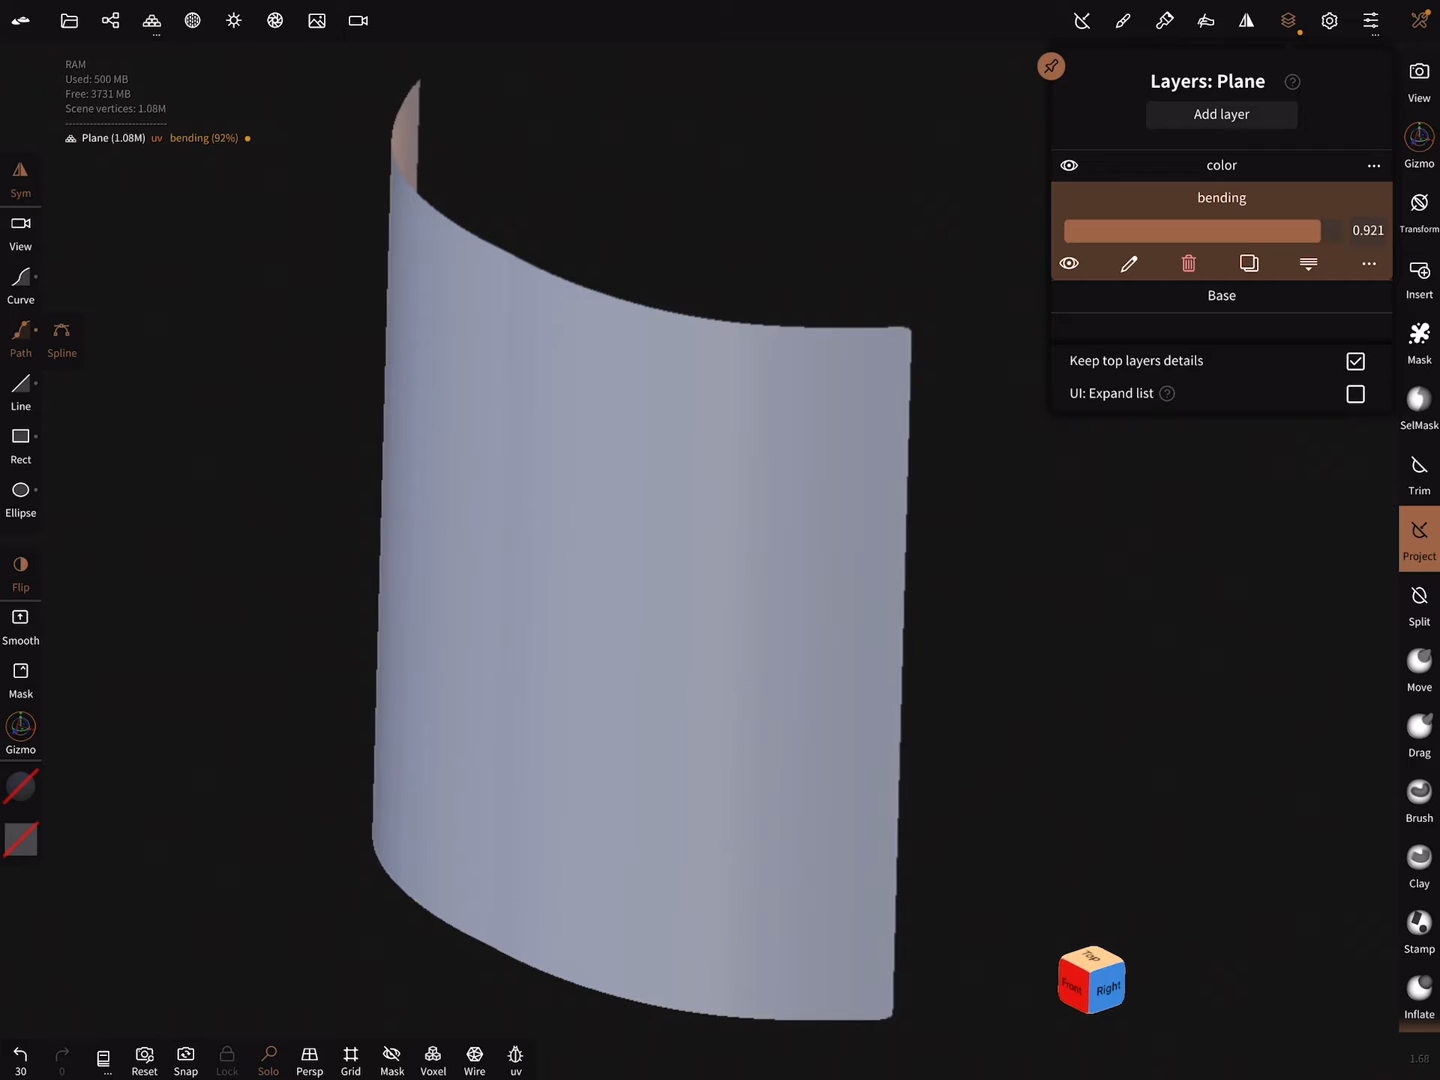 RAM
Used: 500 MB
Free: 3731 MB
Scene vertices: 1.08M
Plane (1.08M) uv bending (92%)
Sym
View
Curve
Path
Spline
Line
Rect
Ellipse
Flip
Smooth
Mask
Gizmo
Layers: Plane ?
Add layer
color
bending
0.921
Base
Keep top layers details
UI: Expand list ?
View
Gizmo
Transform
Insert
Mask
SelMask
Trim
Project
Split
Move
Drag
Brush
Clay
Stamp
Inflate
Top
Front
Right
30
0
Reset
Snap
Lock
Solo
Persp
Grid
Mask
Voxel
Wire
uv
1.68